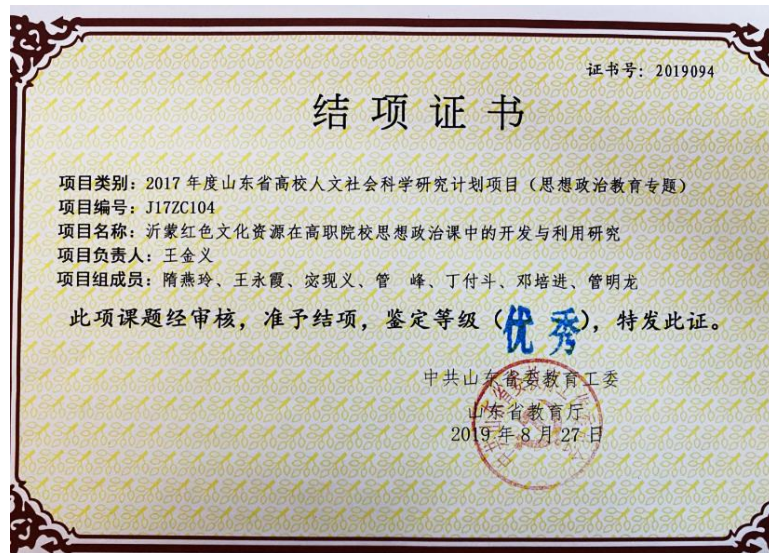 证书号：2019094
结项证书
项目类别：2017年度山东省高校人文社会科学研究计划项目（思想政治教育专题）
项目编号：J17ZC104
项目名称：沂蒙红色文化资源在高职院校思想政治课中的开发与利用研究
项目负责人：王金义
项目组成员：隋燕玲、王永霞、宓现义、管　峰、丁付斗、邓培进、管明龙
此项课题经审核，准予结项，鉴定等级（优秀），特发此证。
中共山东省委教育工委
山东省教育厅
2019年8月27日